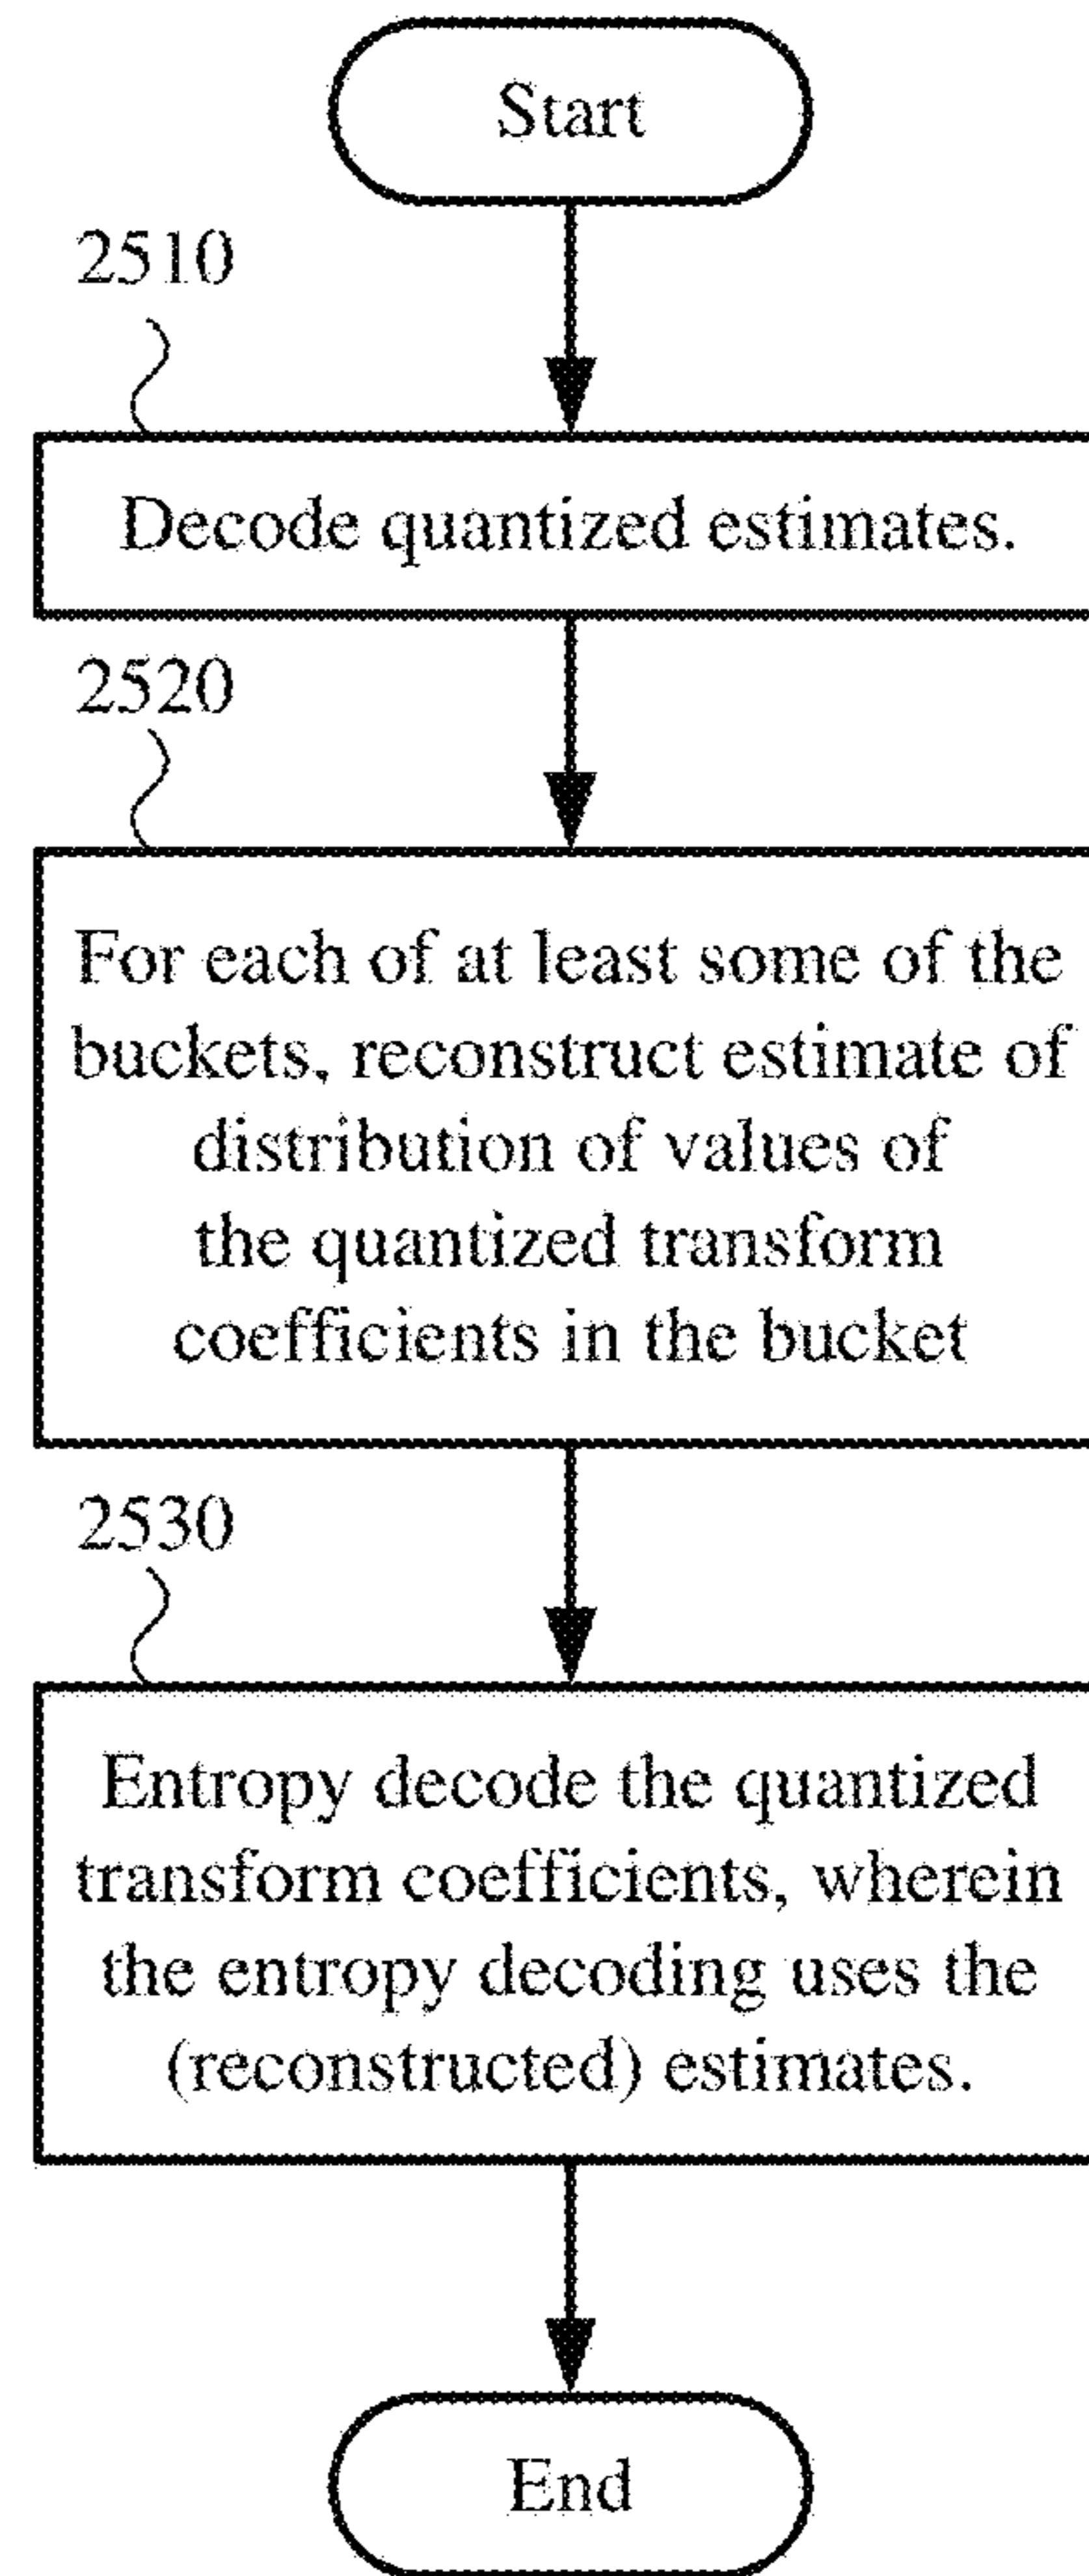 Start
2510
Decode quantized estimates.
2520
For each of at least some of the
buckets, reconstruct estimate of
distribution of values of
the quantized transform
coefficients in the bucket
2530
Entropy decode the quantized
transform coefficients, wherein
the entropy decoding uses the
(reconstructed) estimates.
End